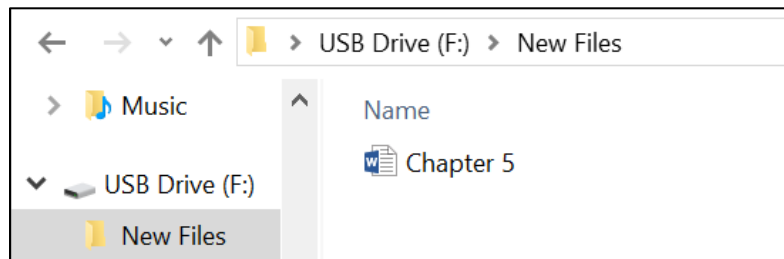 USB Drive (F:) > New Files
Music
Name
Chapter 5
USB Drive (F:)
New Files